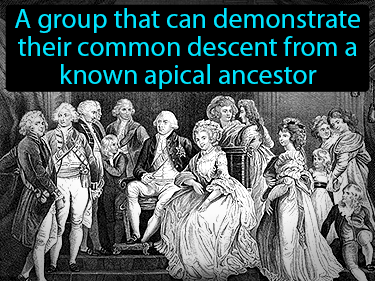 A group that can demonstrate
their common descent from a
known apical ancestor